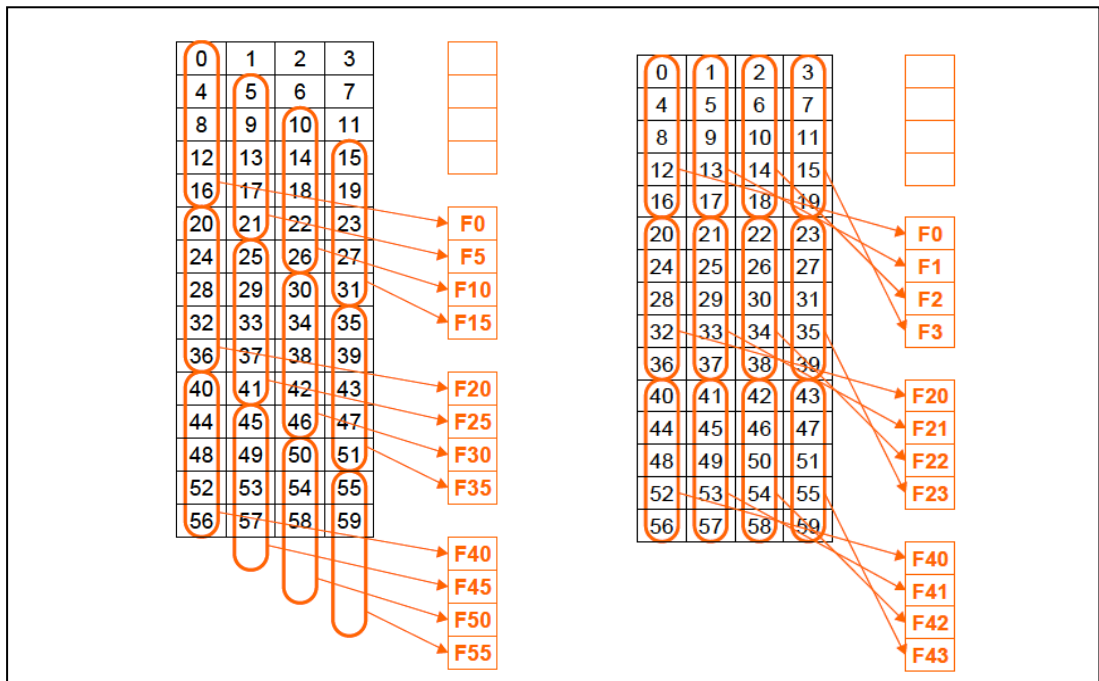 0 1 2 3
4 5 6 7
8 9 10 11
12 13 14 15
16 17 18 19
20 21 22 23
24 25 26 27
28 29 30 31
32 33 34 35
36 37 38 39
40 41 42 43
44 45 46 47
48 49 50 51
52 53 54 55
56 57 58 59
F0
F5
F10
F15
F20
F25
F30
F35
F40
F45
F50
F55
0 1 2 3
4 5 6 7
8 9 10 11
12 13 14 15
16 17 18 19
20 21 22 23
24 25 26 27
28 29 30 31
32 33 34 35
36 37 38 39
40 41 42 43
44 45 46 47
48 49 50 51
52 53 54 55
56 57 58 59
F0
F1
F2
F3
F20
F21
F22
F23
F40
F41
F42
F43